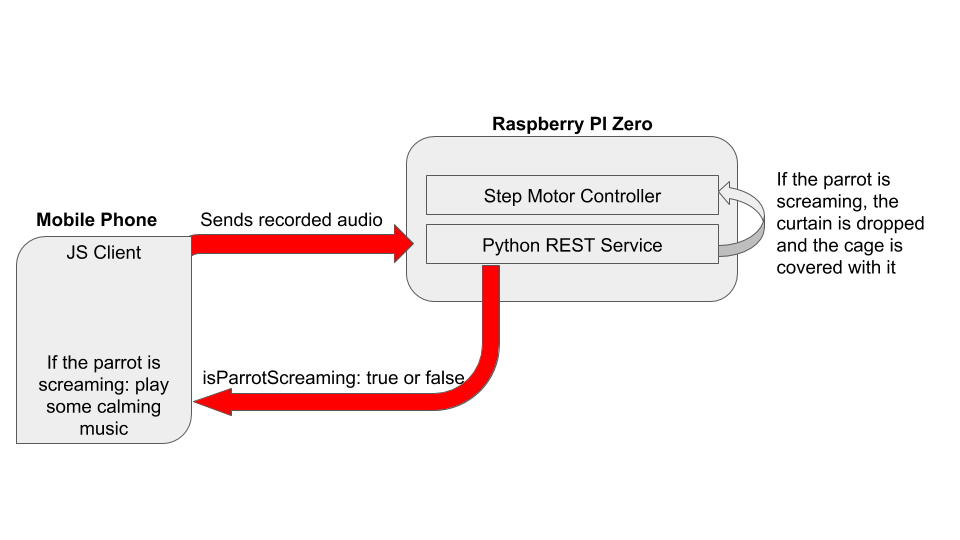 Raspberry PI Zero
Step Motor Controller
Python REST Service
If the parrot is
screaming, the
curtain is dropped
and the cage is
covered with it
Mobile Phone
Sends recorded audio
JS Client
If the parrot is
screaming: play
some calming
music
isParrotScreaming: true or false